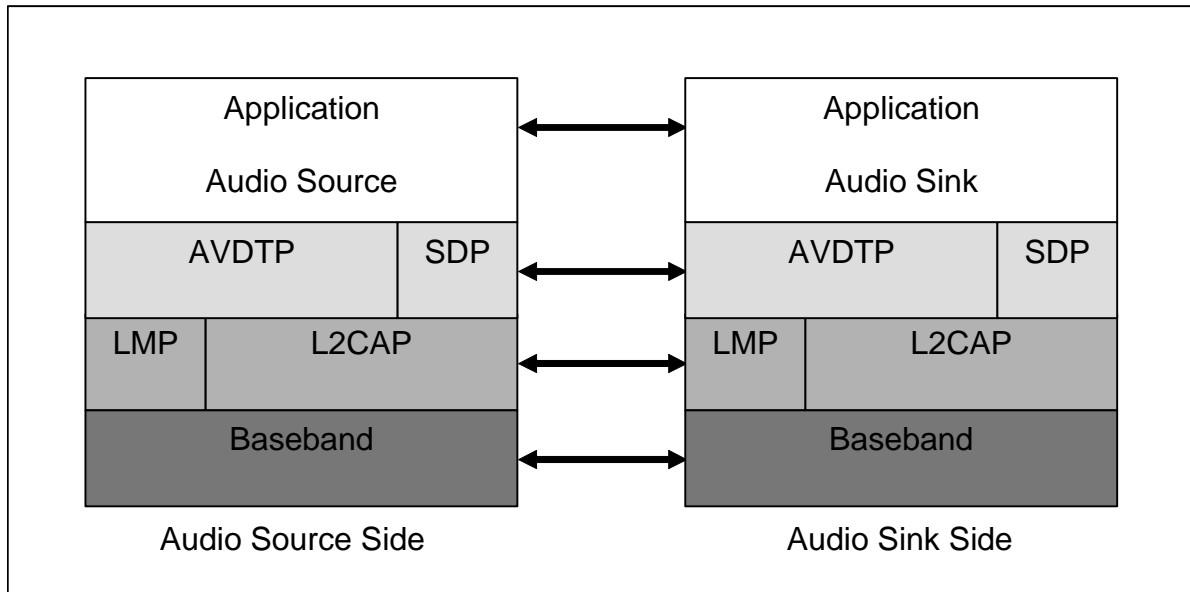 Application
Audio Source
AVDTP SDP
LMP L2CAP
Baseband
Audio Source Side
Application
Audio Sink
AVDTP SDP
LMP L2CAP
Baseband
Audio Sink Side